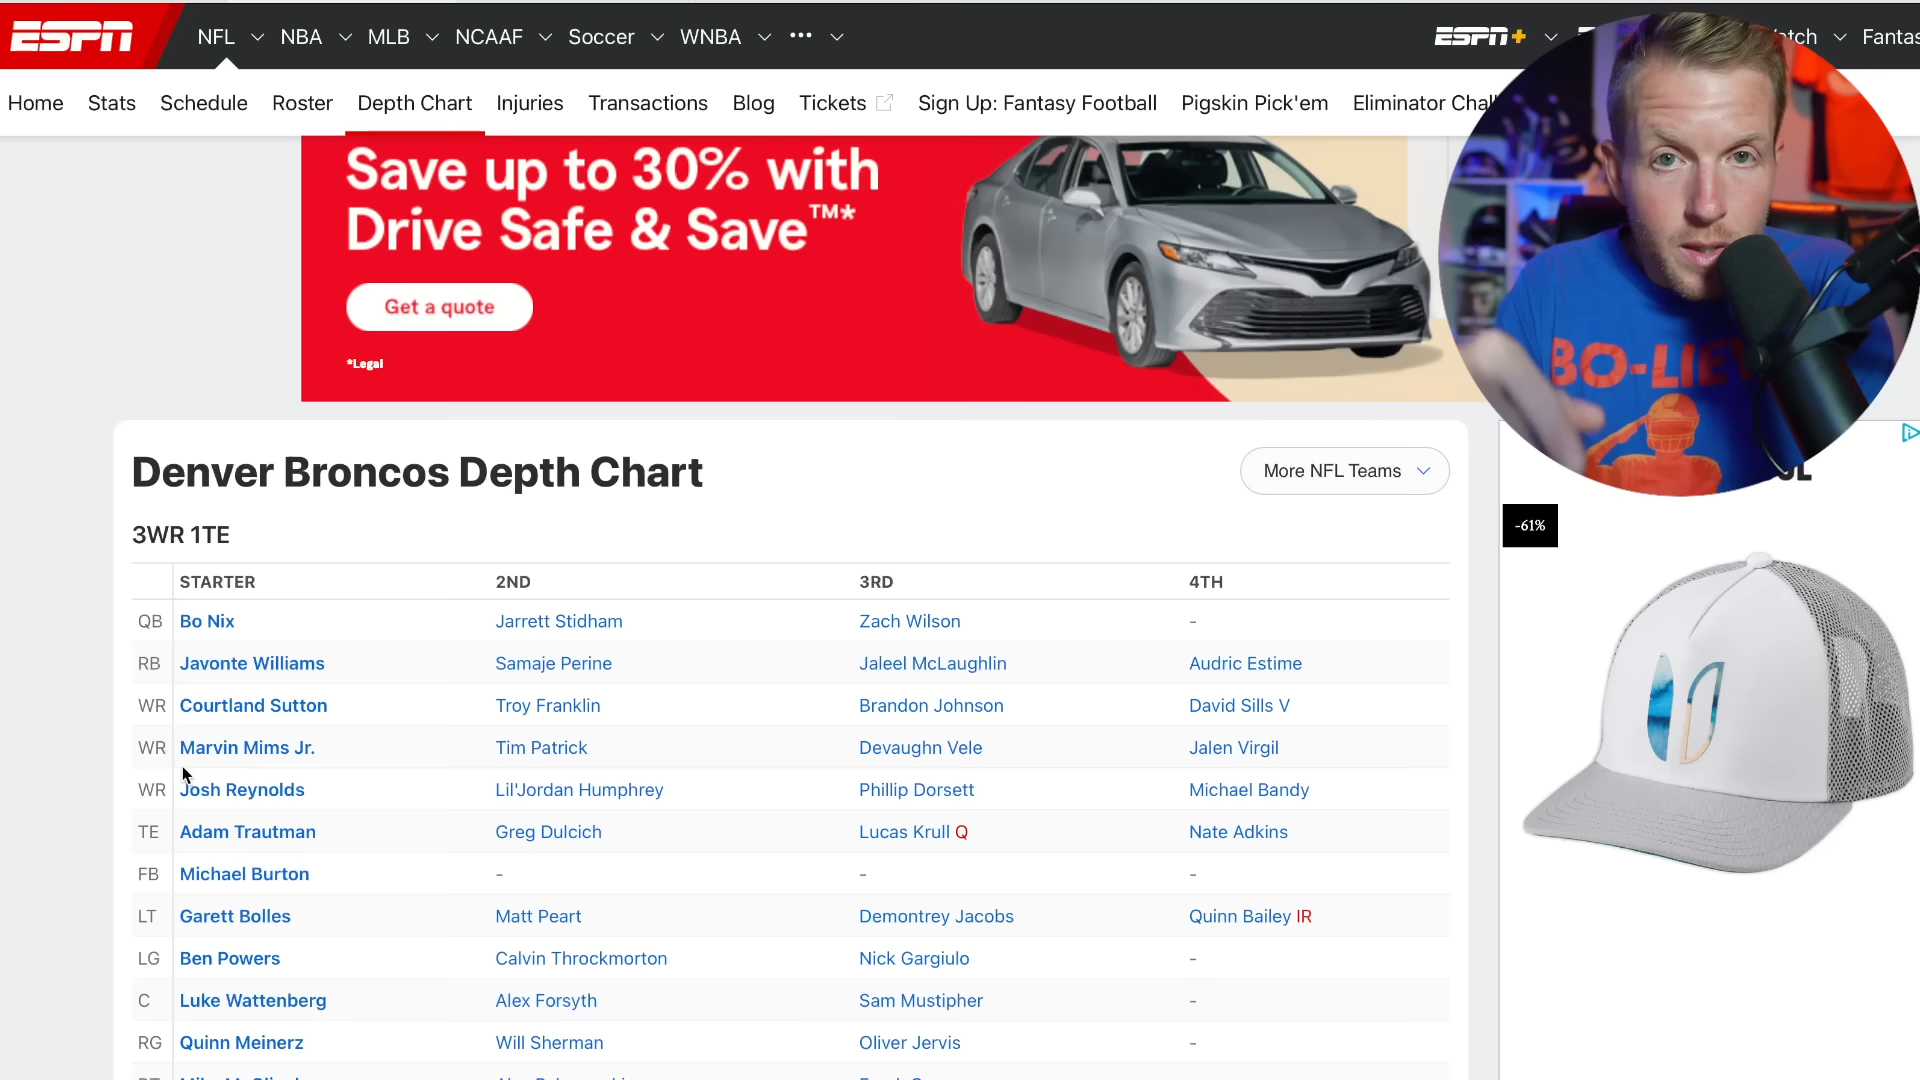 ESPN NFL NBA MLB NCAAF Soccer WNBA ••• ESPN+ Fantas
Home Stats Schedule Roster Depth Chart Injuries Transactions Blog Tickets Sign Up: Fantasy Football Pigskin Pick'em Eliminator Chall
Save up to 30% with
Drive Safe & Save™*
Get a quote
*Legal
BO-LIEV
Denver Broncos Depth Chart
More NFL Teams
3WR 1TE
-61%
STARTER 2ND 3RD 4TH
QB Bo Nix Jarrett Stidham Zach Wilson -
RB Javonte Williams Samaje Perine Jaleel McLaughlin Audric Estime
WR Courtland Sutton Troy Franklin Brandon Johnson David Sills V
WR Marvin Mims Jr. Tim Patrick Devaughn Vele Jalen Virgil
WR Josh Reynolds Lil'Jordan Humphrey Phillip Dorsett Michael Bandy
TE Adam Trautman Greg Dulcich Lucas Krull Q Nate Adkins
FB Michael Burton - - -
LT Garett Bolles Matt Peart Demontrey Jacobs Quinn Bailey IR
LG Ben Powers Calvin Throckmorton Nick Gargiulo -
C Luke Wattenberg Alex Forsyth Sam Mustipher -
RG Quinn Meinerz Will Sherman Oliver Jervis -